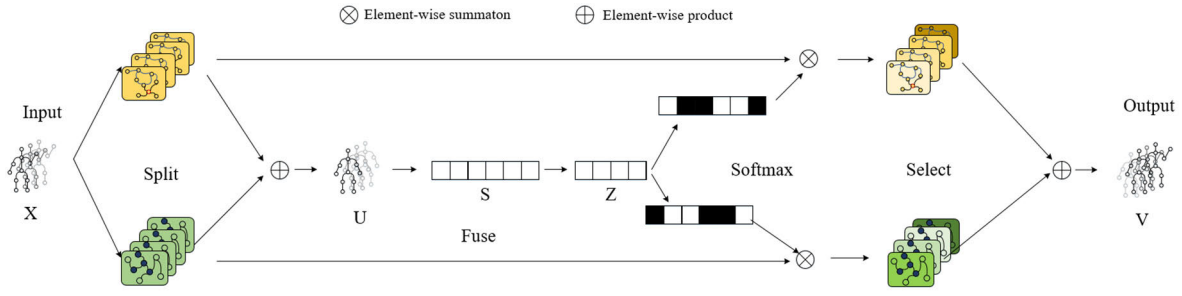 ⊗ Element-wise summaton ⊕ Element-wise product
Input
Output
Split
Softmax
Select
X
U
S
Z
V
Fuse